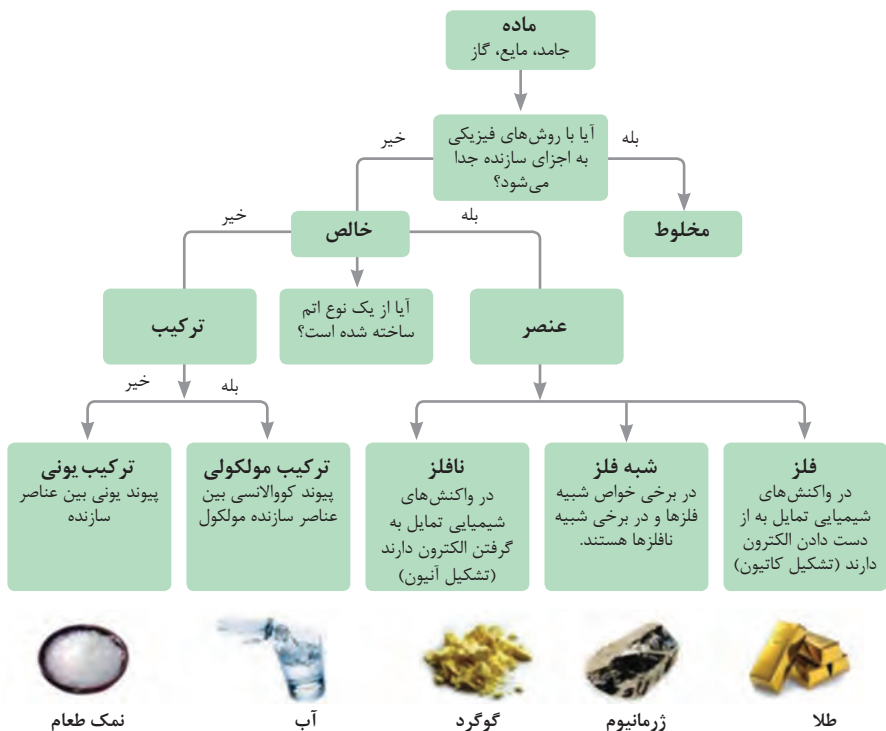 ماده
جامد، مایع، گاز
آیا با روش‌های فیزیکی
به اجزای سازنده جدا
می‌شود؟
بله
خیر
مخلوط
خالص
بله
خیر
آیا از یک نوع اتم
ساخته شده است؟
عنصر
ترکیب
بله
خیر
فلز
در واکنش‌های
شیمیایی تمایل به از
دست دادن الکترون
دارند (تشکیل کاتیون)
شبه فلز
در برخی خواص شبیه
فلزها و در برخی شبیه
نافلزها هستند.
نافلز
در واکنش‌های
شیمیایی تمایل به
گرفتن الکترون دارند
(تشکیل آنیون)
ترکیب مولکولی
پیوند کووالانسی بین
عناصر سازنده مولکول
ترکیب یونی
پیوند یونی بین عناصر
سازنده
طلا
ژرمانیوم
گوگرد
آب
نمک طعام